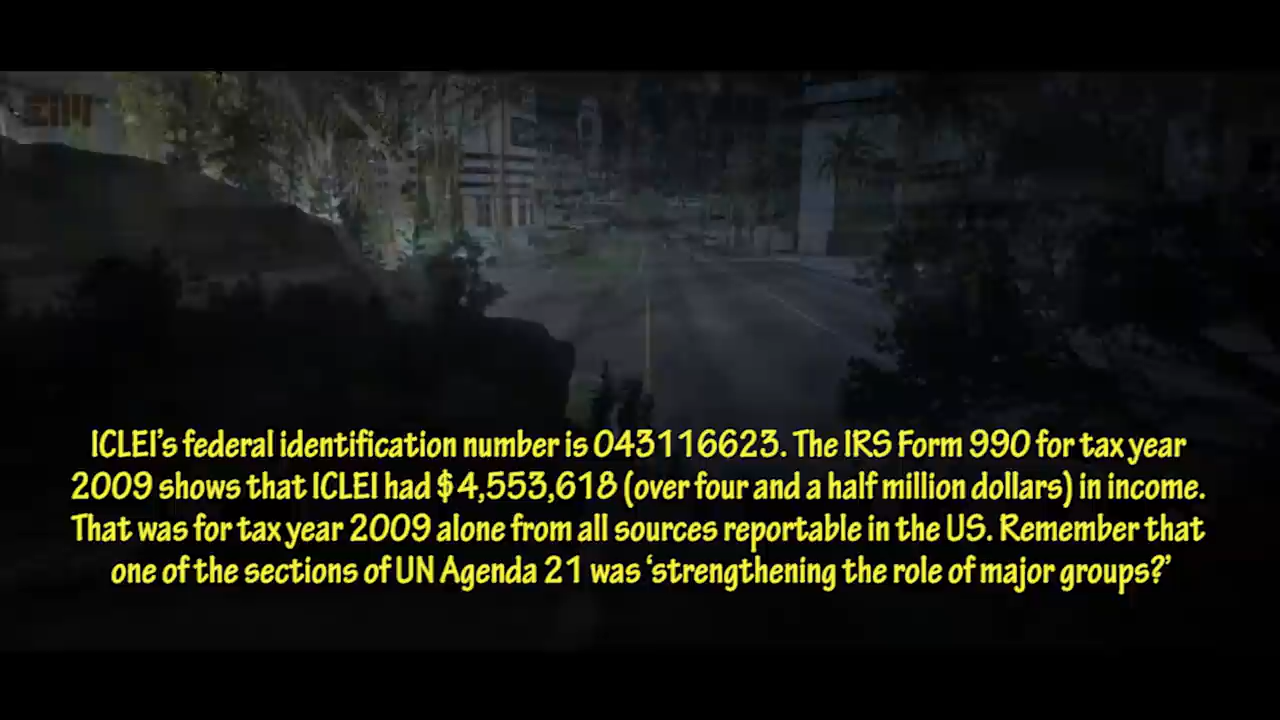 ICLEI's federal identification number is 043116623. The IRS Form 990 for tax year
2009 shows that ICLEI had $4,553,618 (over four and a half million dollars) in income.
That was for tax year 2009 alone from all sources reportable in the US. Remember that
one of the sections of UN Agenda 21 was 'strengthening the role of major groups?'